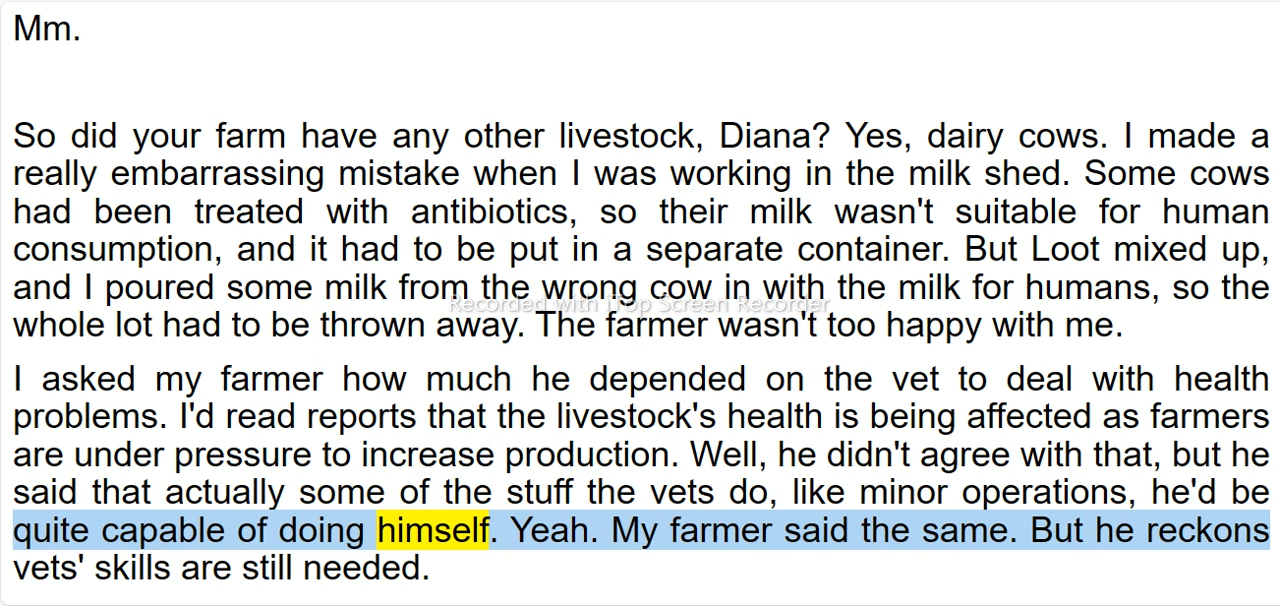 Mm.
So did your farm have any other livestock, Diana? Yes, dairy cows. I made a
really embarrassing mistake when I was working in the milk shed. Some cows
had been treated with antibiotics, so their milk wasn't suitable for human
consumption, and it had to be put in a separate container. But Loot mixed up,
and I poured some milk from the wrong cow in with the milk for humans, so the
Recorded with iTop Screen Recorder
whole lot had to be thrown away. The farmer wasn't too happy with me.
I asked my farmer how much he depended on the vet to deal with health
problems. I'd read reports that the livestock's health is being affected as farmers
are under pressure to increase production. Well, he didn't agree with that, but he
said that actually some of the stuff the vets do, like minor operations, he'd be
quite capable of doing himself. Yeah. My farmer said the same. But he reckons
vets' skills are still needed.